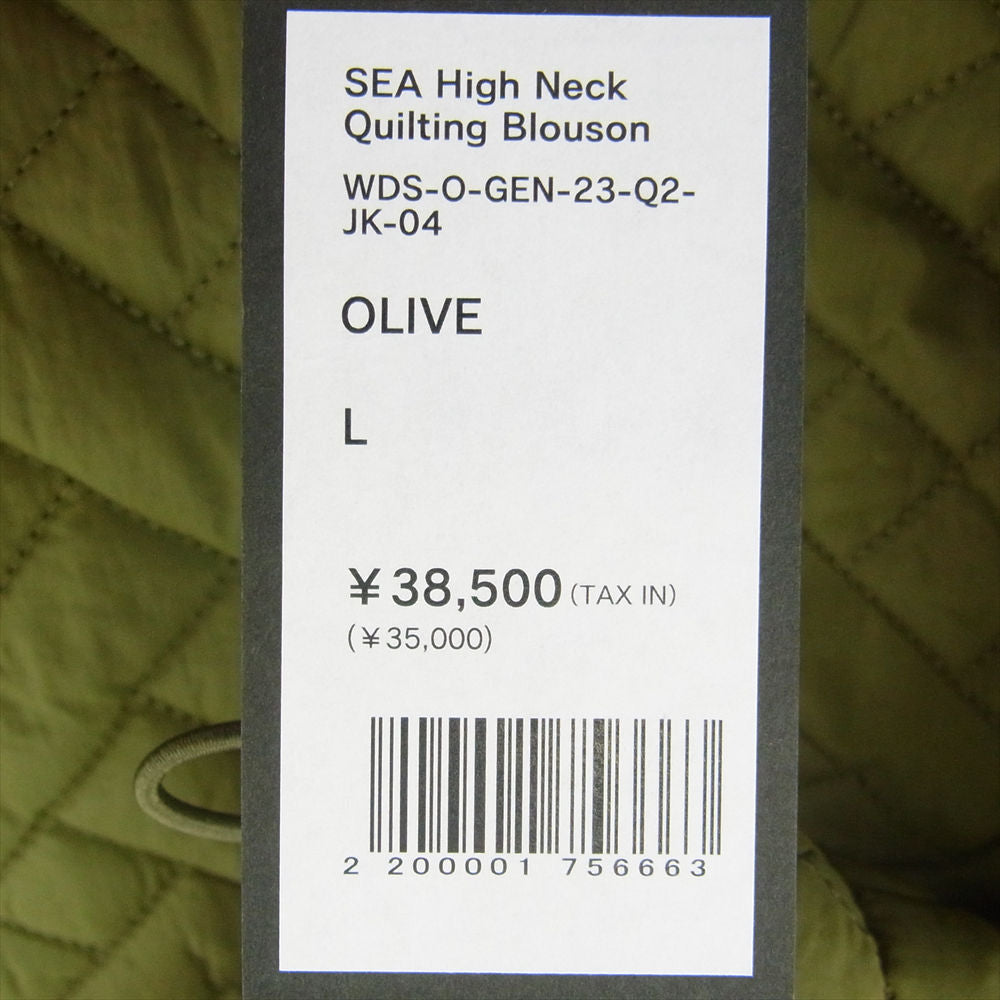 SEA High Neck
Quilting Blouson
WDS-O-GEN-23-Q2-
JK-04
OLIVE
L
¥38,500 (TAX IN)
(¥35,000)
2 200001 756663